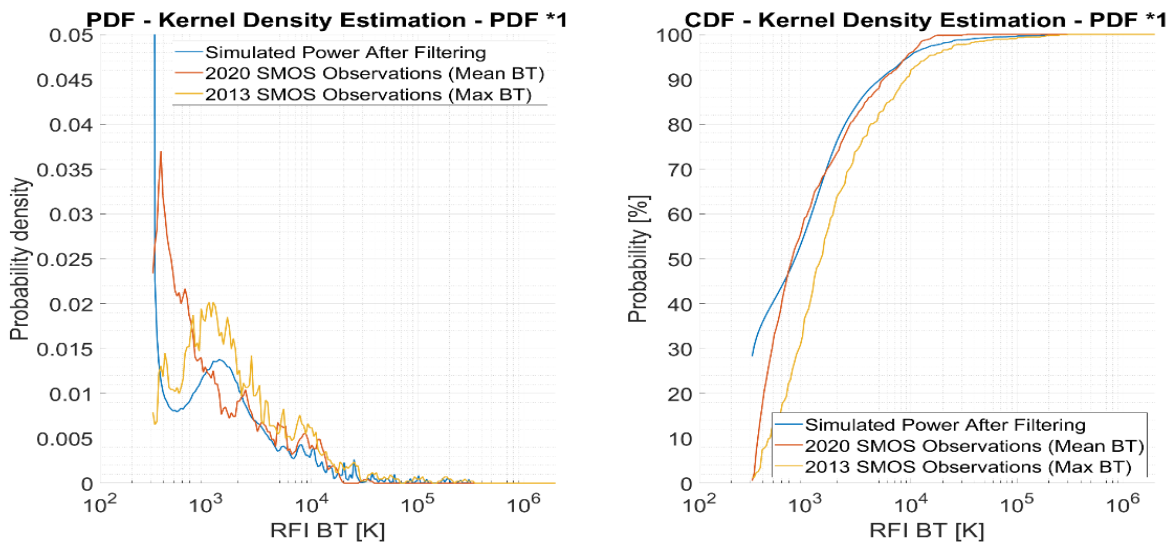 PDF - Kernel Density Estimation - PDF *1
0.05
0.045
0.04
0.035
0.03
0.025
0.02
0.015
0.01
0.005
0
Probability density
Simulated Power After Filtering
2020 SMOS Observations (Mean BT)
2013 SMOS Observations (Max BT)
10^2 10^3 10^4 10^5 10^6
RFI BT [K]
CDF - Kernel Density Estimation - PDF *1
100
90
80
70
60
50
40
30
20
10
0
Probability [%]
Simulated Power After Filtering
2020 SMOS Observations (Mean BT)
2013 SMOS Observations (Max BT)
10^2 10^3 10^4 10^5 10^6
RFI BT [K]